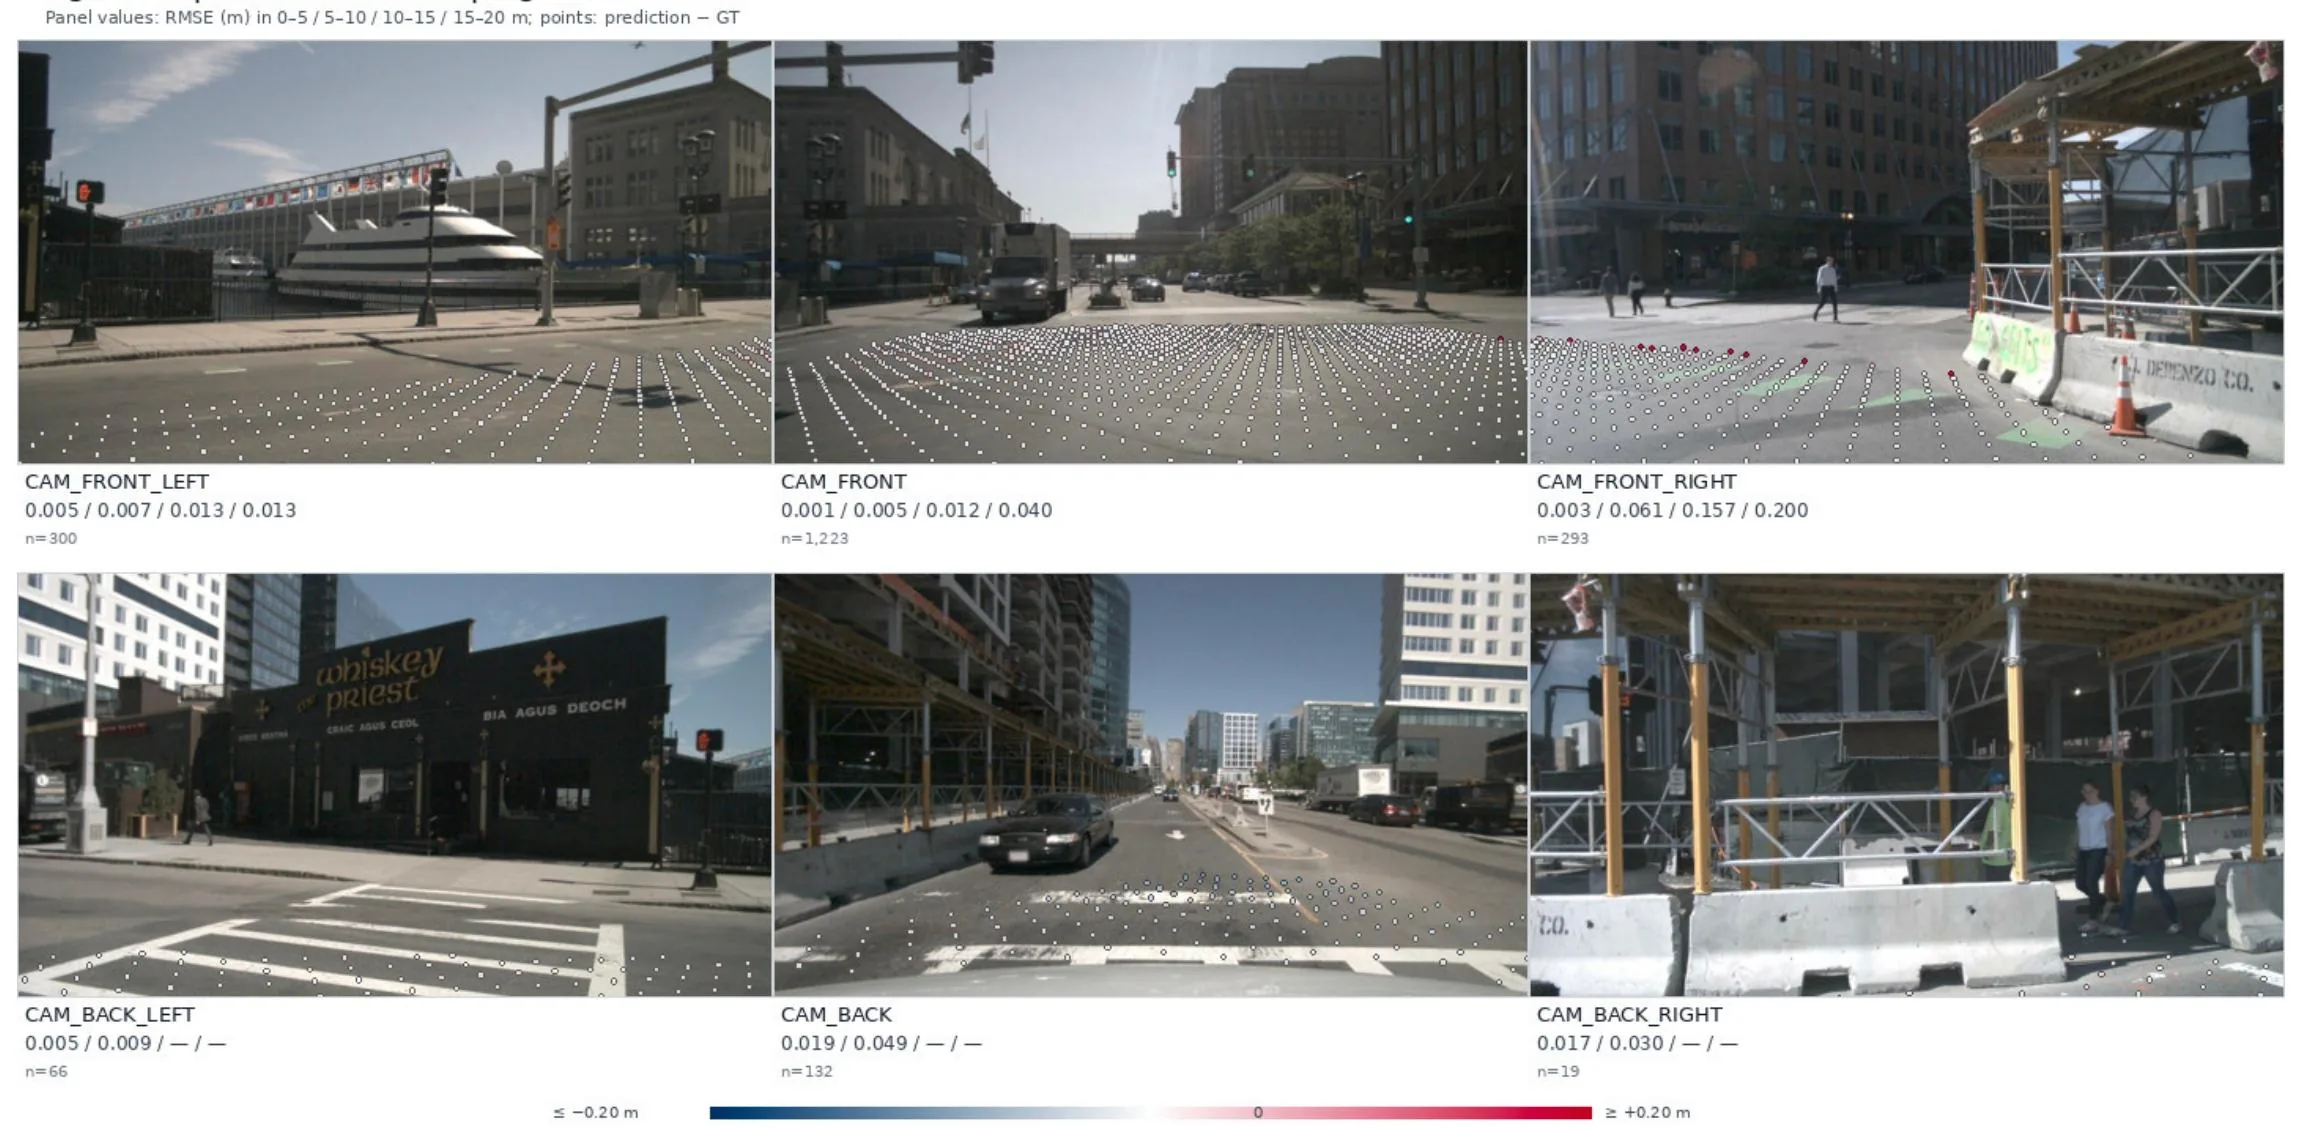 Panel values: RMSE (m) in 0–5 / 5–10 / 10–15 / 15–20 m; points: prediction − GT
DERENZO CO.
CAM_FRONT_LEFT
0.005 / 0.007 / 0.013 / 0.013
n=300
CAM_FRONT
0.001 / 0.005 / 0.012 / 0.040
n=1,223
CAM_FRONT_RIGHT
0.003 / 0.061 / 0.157 / 0.200
n=293
the whiskey
priest
CRAIC AGUS CEOL
BIA AGUS DEOCH
CO.
CAM_BACK_LEFT
0.005 / 0.009 / — / —
n=66
CAM_BACK
0.019 / 0.049 / — / —
n=132
CAM_BACK_RIGHT
0.017 / 0.030 / — / —
n=19
≤ −0.20 m
0
≥ +0.20 m